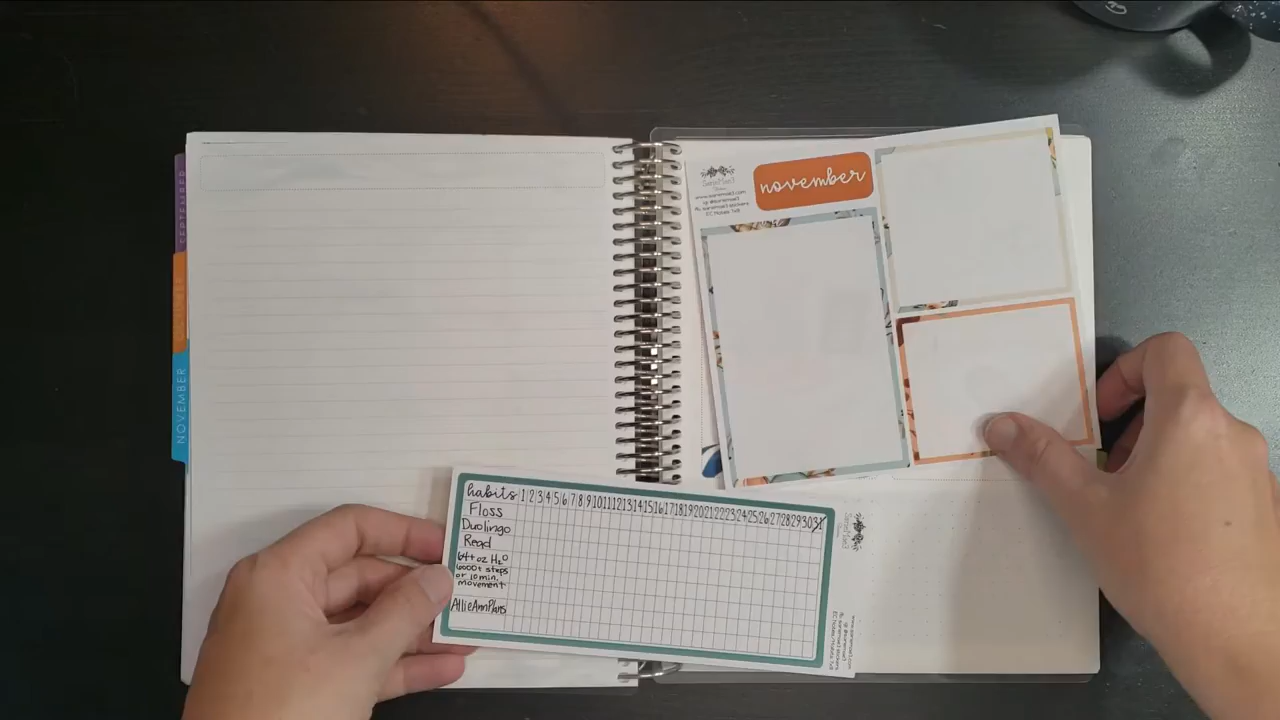 SEPTEMBER
NOVEMBER
november
habits 1 2 3 4 5 6 7 8 9 10 11 12 13 14 15 16 17 18 19 20 21 22 23 24 25 26 27 28 29 30 31
Floss
Duolingo
Read
64+ oz H2O
6000+ steps
or 10 min.
movement
AllieAnnPlans